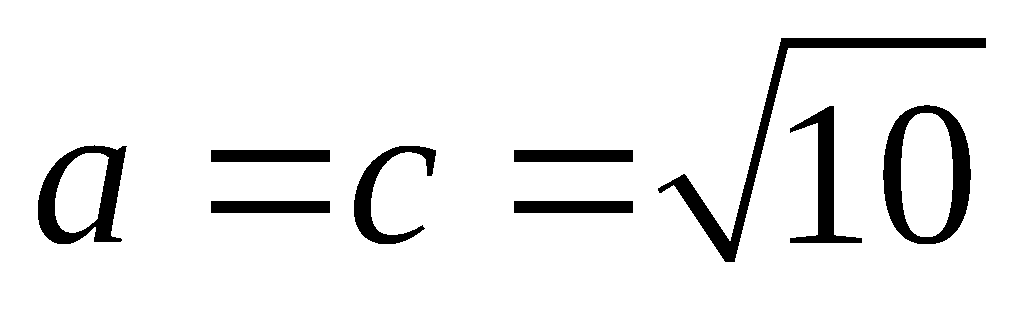 a = c = √10